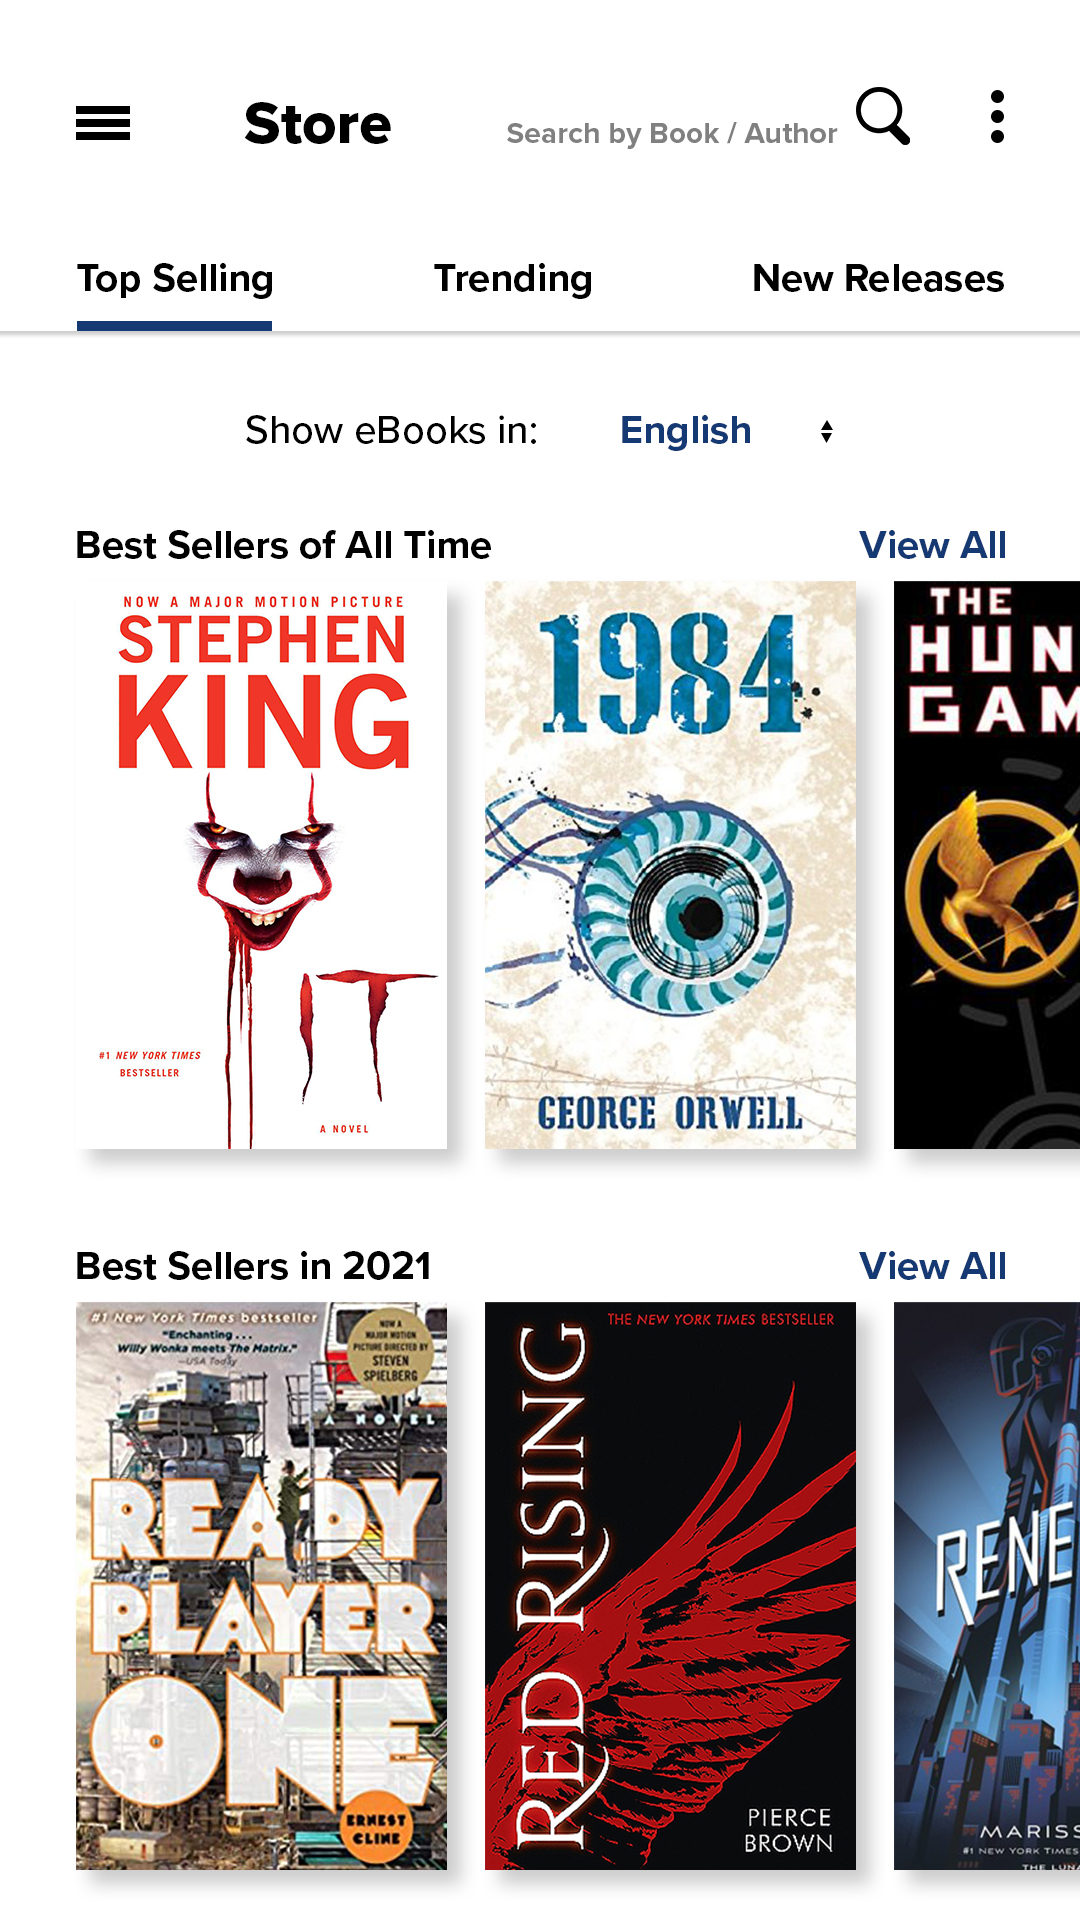 Store
Search by Book / Author
Top Selling
Trending
New Releases
Show eBooks in:
English
Best Sellers of All Time
View All
NOW A MAJOR MOTION PICTURE
STEPHEN
KING
IT
#1 NEW YORK TIMES
BESTSELLER
A NOVEL
1984
GEORGE ORWELL
THE
HUN
GAM
Best Sellers in 2021
View All
#1 New York Times bestseller
"Enchanting . . .
Willy Wonka meets The Matrix."
—USA Today
NOW A
MAJOR MOTION
PICTURE DIRECTED BY
STEVEN
SPIELBERG
A NOVEL
READY
PLAYER
ONE
ERNEST
CLINE
THE NEW YORK TIMES BESTSELLER
RED RISING
PIERCE
BROWN
RENE
MARISS
#1 NEW YORK TIMES
THE LUNA